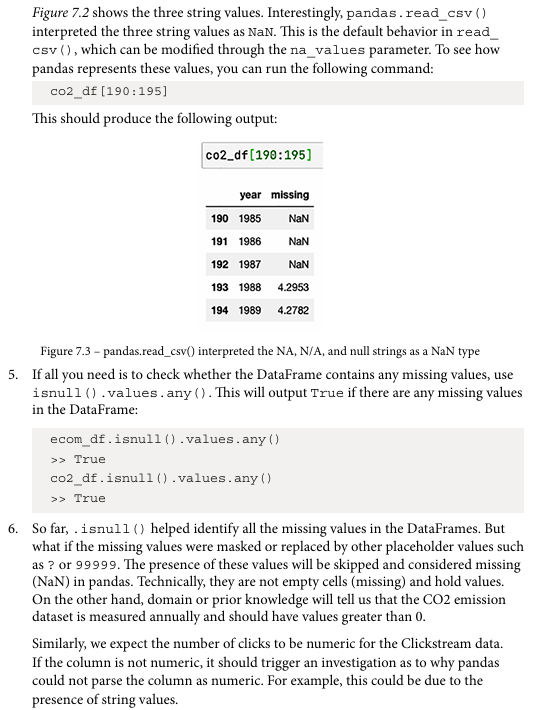 Figure 7.2 shows the three string values. Interestingly, pandas.read_csv()
interpreted the three string values as NaN. This is the default behavior in read_
csv(), which can be modified through the na_values parameter. To see how
pandas represents these values, you can run the following command:
co2_df[190:195]
This should produce the following output:
co2_df[190:195]
year missing
190 1985 NaN
191 1986 NaN
192 1987 NaN
193 1988 4.2953
194 1989 4.2782
Figure 7.3 – pandas.read_csv() interpreted the NA, N/A, and null strings as a NaN type
5. If all you need is to check whether the DataFrame contains any missing values, use
isnull().values.any(). This will output True if there are any missing values
in the DataFrame:
ecom_df.isnull().values.any()
>> True
co2_df.isnull().values.any()
>> True
6. So far, .isnull() helped identify all the missing values in the DataFrames. But
what if the missing values were masked or replaced by other placeholder values such
as ? or 99999. The presence of these values will be skipped and considered missing
(NaN) in pandas. Technically, they are not empty cells (missing) and hold values.
On the other hand, domain or prior knowledge will tell us that the CO2 emission
dataset is measured annually and should have values greater than 0.
Similarly, we expect the number of clicks to be numeric for the Clickstream data.
If the column is not numeric, it should trigger an investigation as to why pandas
could not parse the column as numeric. For example, this could be due to the
presence of string values.